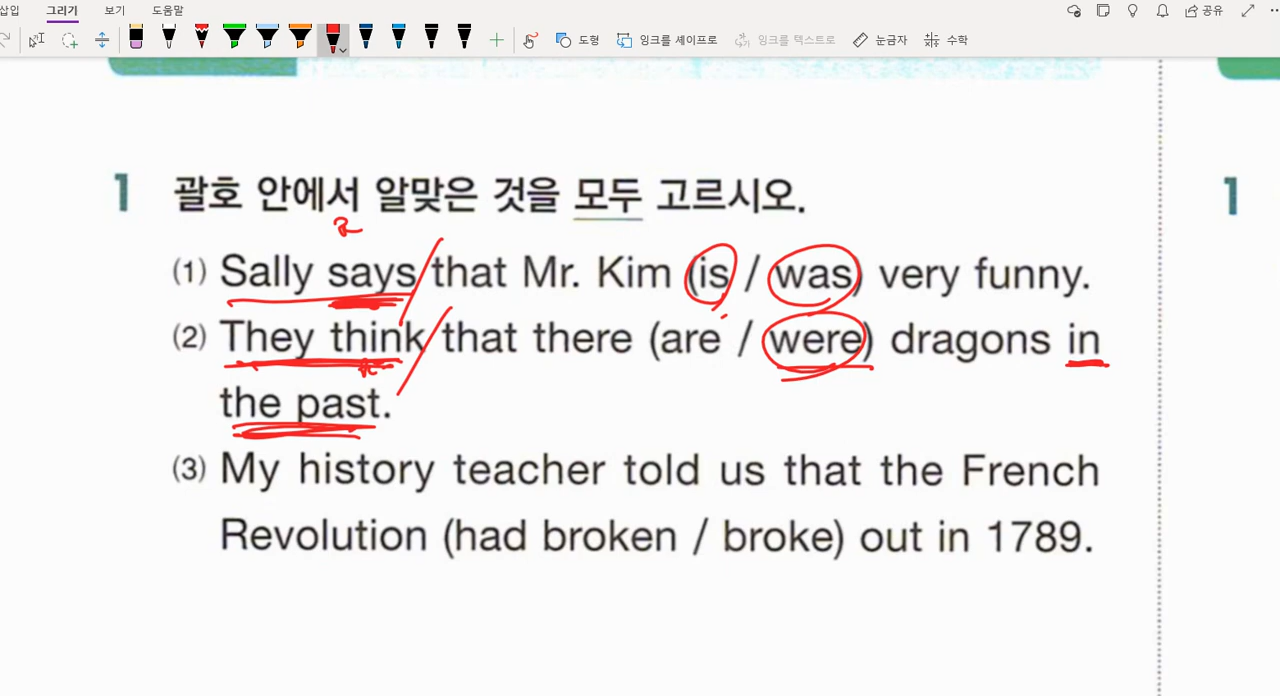 삽입 그리기 보기 도움말 공유
도형 잉크를 셰이프로 잉크를 텍스트로 눈금자 수학
1 괄호 안에서 알맞은 것을 모두 고르시오. 1
(1) Sally says that Mr. Kim (is / was) very funny.
(2) They think that there (are / were) dragons in
the past.
(3) My history teacher told us that the French
Revolution (had broken / broke) out in 1789.